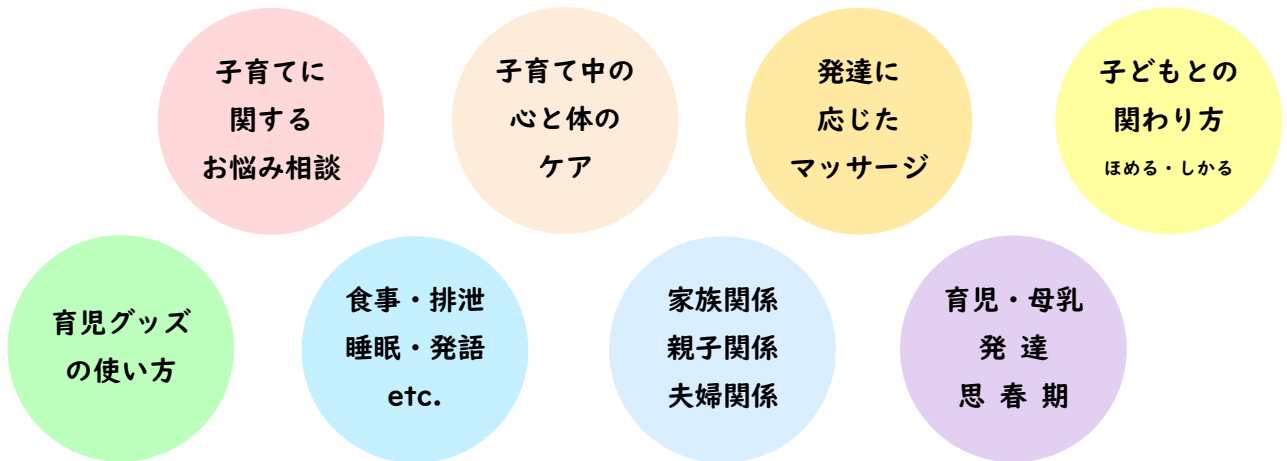 子育てに
関する
お悩み相談
子育て中の
心と体の
ケア
発達に
応じた
マッサージ
子どもとの
関わり方
ほめる・しかる
育児グッズ
の使い方
食事・排泄
睡眠・発語
etc.
家族関係
親子関係
夫婦関係
育児・母乳
発 達
思 春 期